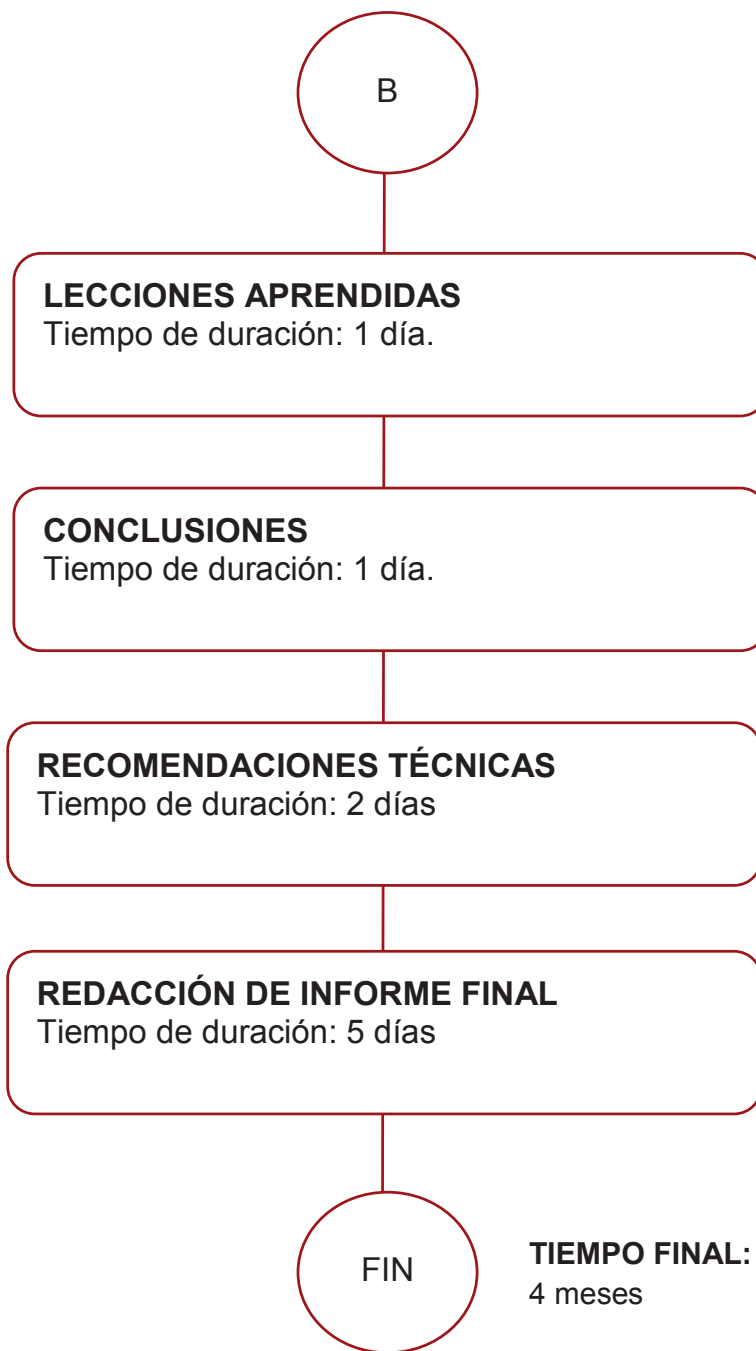 B
LECCIONES APRENDIDAS
Tiempo de duración: 1 día.
CONCLUSIONES
Tiempo de duración: 1 día.
RECOMENDACIONES TÉCNICAS
Tiempo de duración: 2 días
REDACCIÓN DE INFORME FINAL
Tiempo de duración: 5 días
FIN
TIEMPO FINAL:
4 meses